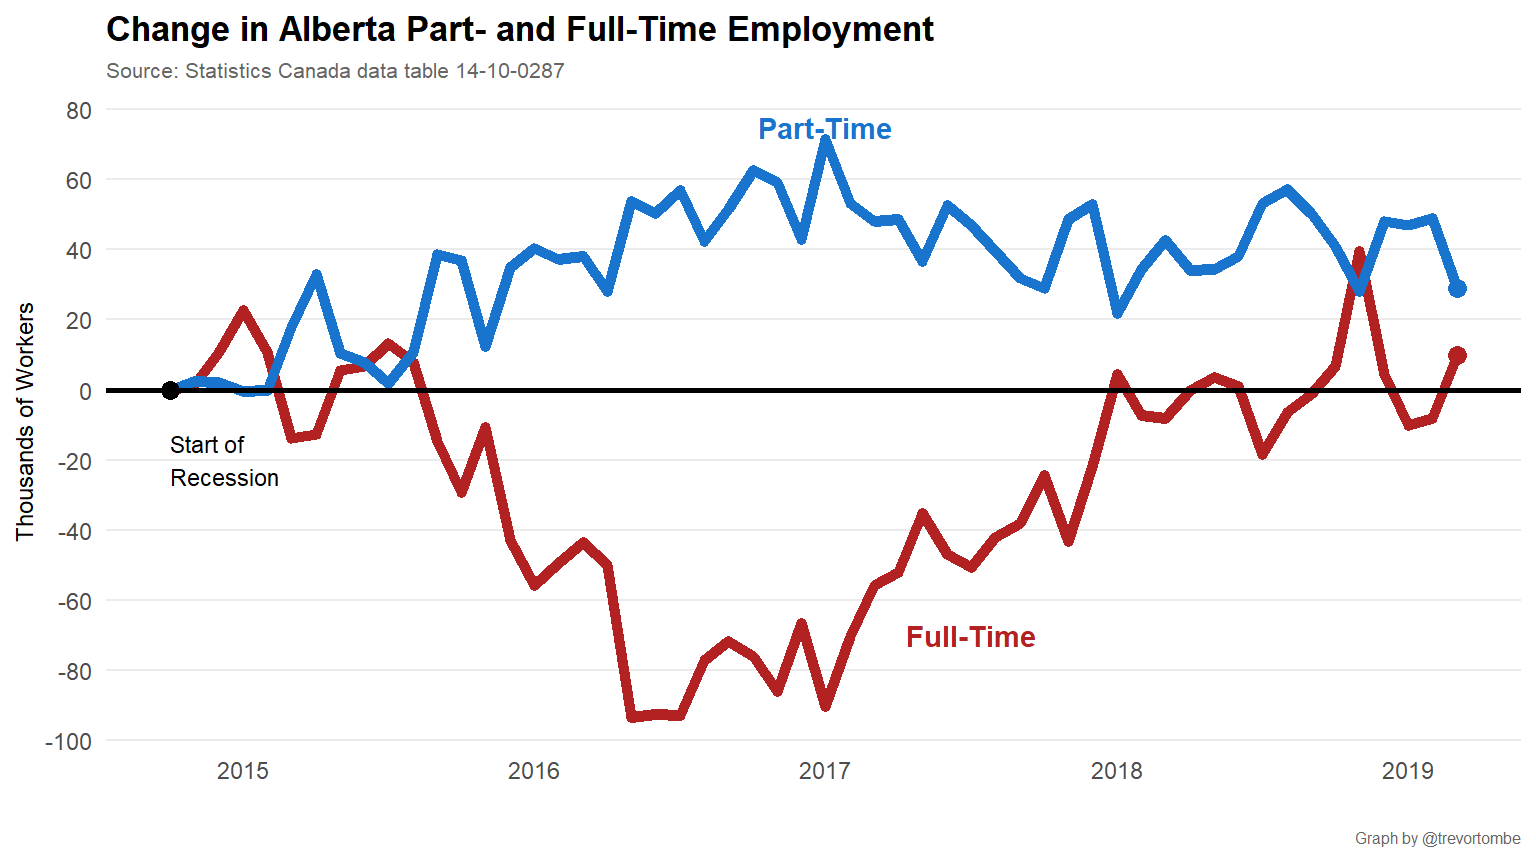 Change in Alberta Part- and Full-Time Employment
Source: Statistics Canada data table 14-10-0287
Thousands of Workers
80
60
40
20
0
-20
-40
-60
-80
-100
Part-Time
Start of
Recession
Full-Time
2015
2016
2017
2018
2019
Graph by @trevortombe